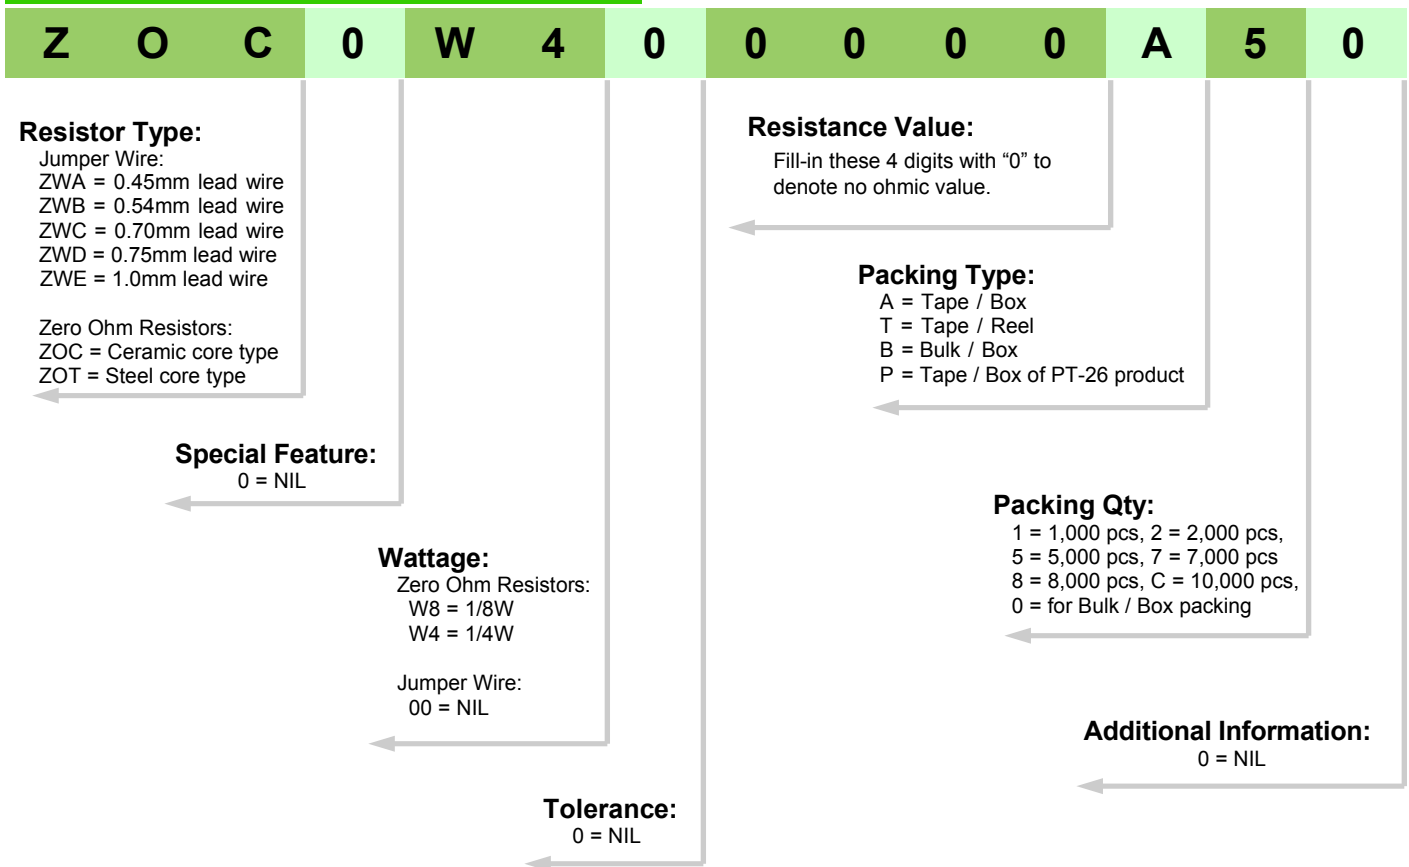 Z O C 0 W 4 0 0 0 0 0 A 5 0
Resistor Type:
Jumper Wire:
ZWA = 0.45mm lead wire
ZWB = 0.54mm lead wire
ZWC = 0.70mm lead wire
ZWD = 0.75mm lead wire
ZWE = 1.0mm lead wire
Zero Ohm Resistors:
ZOC = Ceramic core type
ZOT = Steel core type
Special Feature:
0 = NIL
Wattage:
Zero Ohm Resistors:
W8 = 1/8W
W4 = 1/4W
Jumper Wire:
00 = NIL
Tolerance:
0 = NIL
Resistance Value:
Fill-in these 4 digits with “0” to
denote no ohmic value.
Packing Type:
A = Tape / Box
T = Tape / Reel
B = Bulk / Box
P = Tape / Box of PT-26 product
Packing Qty:
1 = 1,000 pcs, 2 = 2,000 pcs,
5 = 5,000 pcs, 7 = 7,000 pcs
8 = 8,000 pcs, C = 10,000 pcs,
0 = for Bulk / Box packing
Additional Information:
0 = NIL